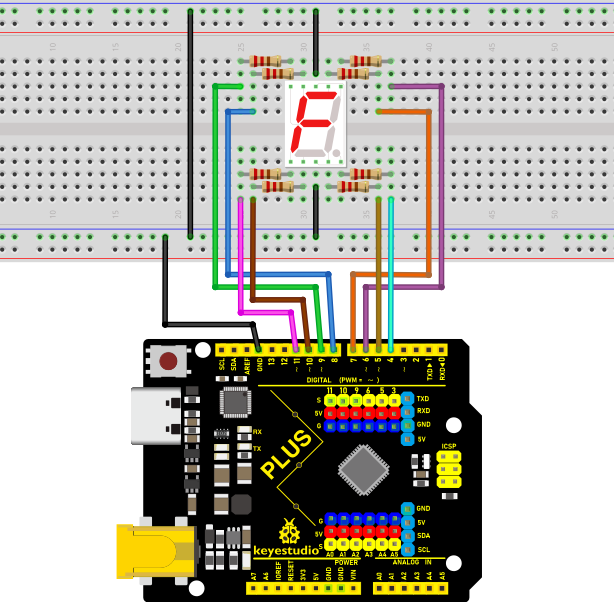 10 15 20 25 30 35 40 45 50
10 15 20 25 30 35 40 45 50
SCL SDA AREF GND 13 12 ~11 ~10 ~9 8 7 ~6 ~5 4 ~3 2 TXD▶1 RXD◀0
DIGITAL (PWM = ~)
11 10 9 6 5 3
S
5V
G
TXD
RXD
GND
5V
RX
TX
PLUS
ICSP
GND
5V
SDA
SCL
G
5V
S
A0 A1 A2 A3 A4 A5
keyestudio
POWER
ANALOG IN
A7 A6 IOREF RESET 3V3 5V GND GND VIN A0 A1 A2 A3 A4 A5